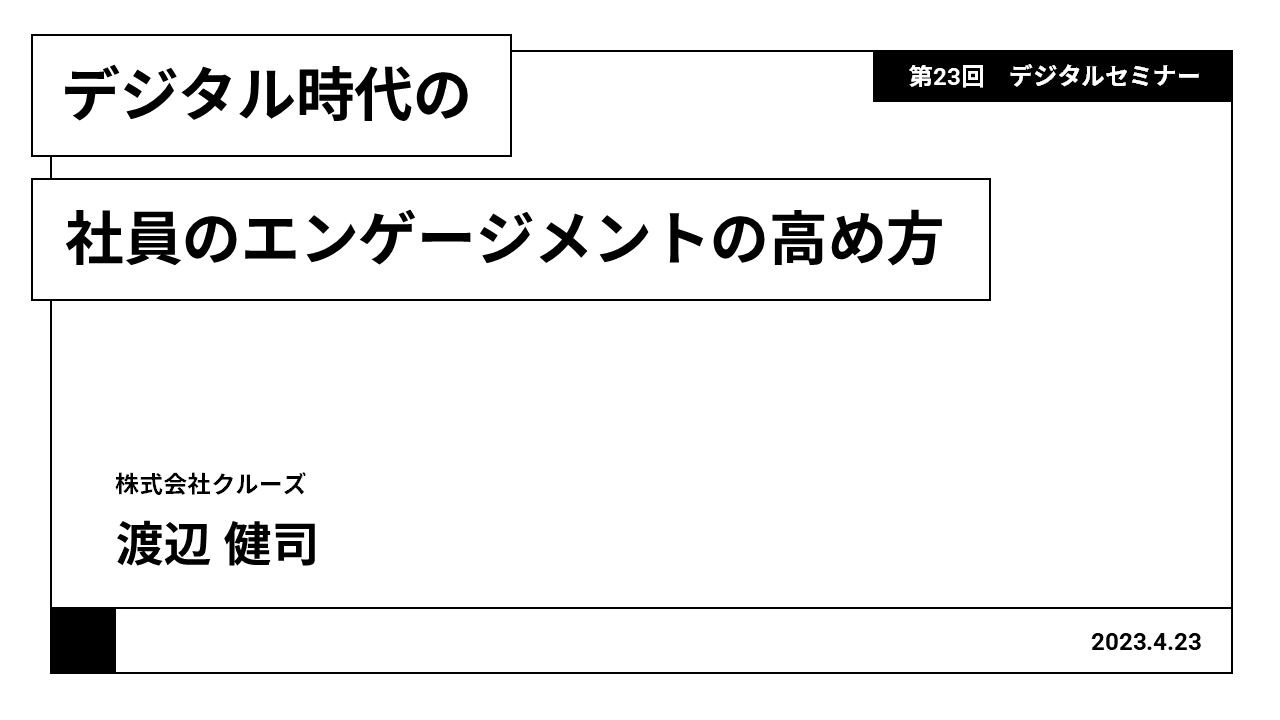 デジタル時代の
第23回　デジタルセミナー
社員のエンゲージメントの高め方
株式会社クルーズ
渡辺 健司
2023.4.23